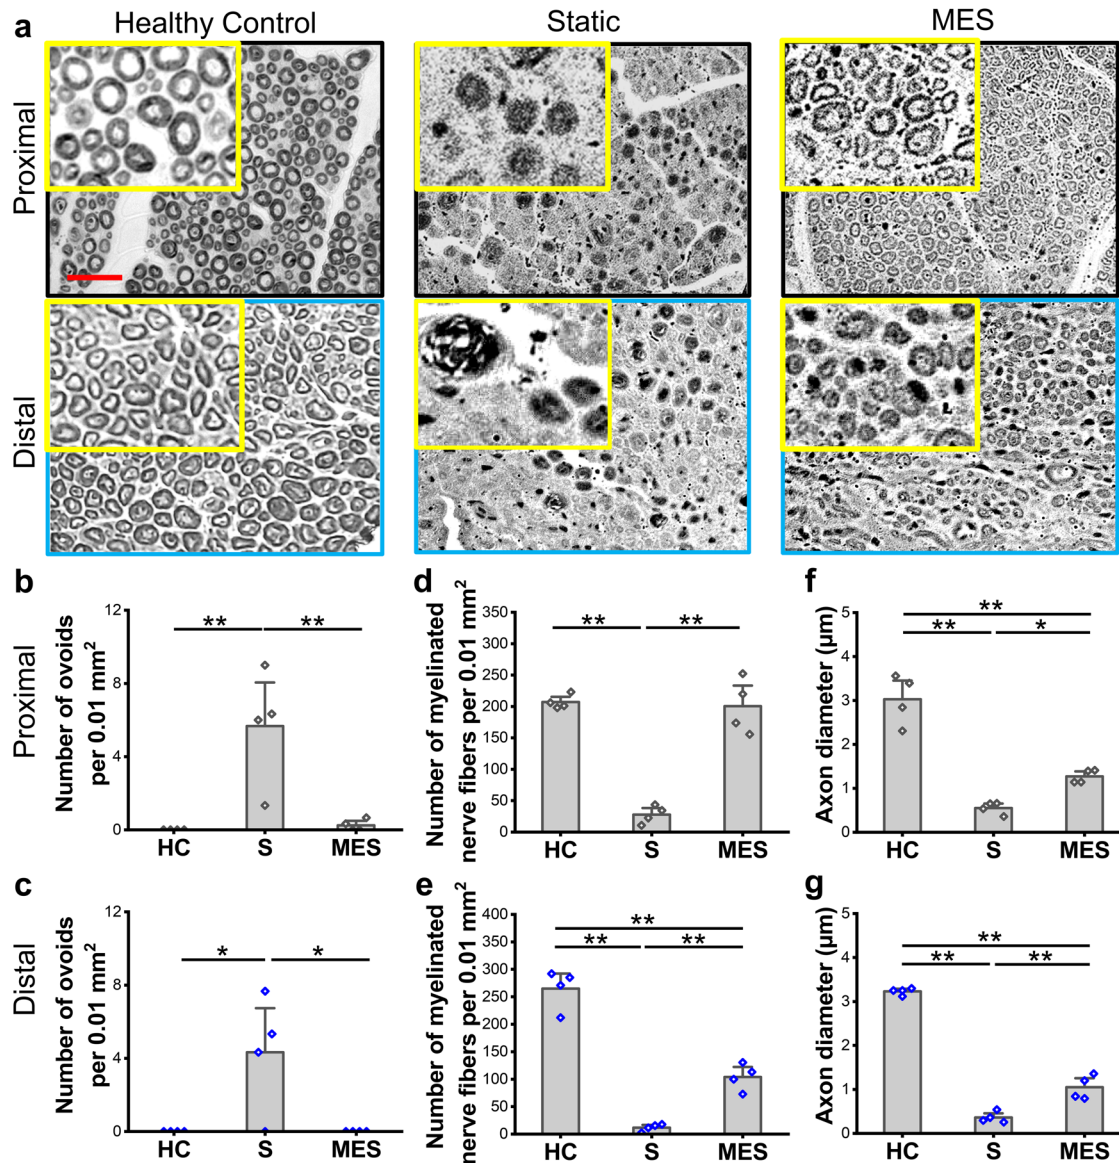 a
Healthy Control
Static
MES
Proximal
Distal
b
Proximal
Number of ovoids
per 0.01 mm²
12
8
4
0
**
**
HC
S
MES
d
Number of myelinated
nerve fibers per 0.01 mm²
350
300
250
200
150
100
50
0
**
**
HC
S
MES
f
Axon diameter (µm)
5
4
3
2
1
0
**
**
*
HC
S
MES
c
Distal
Number of ovoids
per 0.01 mm²
12
8
4
0
*
*
HC
S
MES
e
Number of myelinated
nerve fibers per 0.01 mm²
400
350
300
250
200
150
100
50
0
**
**
**
HC
S
MES
g
Axon diameter (µm)
5
4
3
2
1
0
**
**
**
HC
S
MES